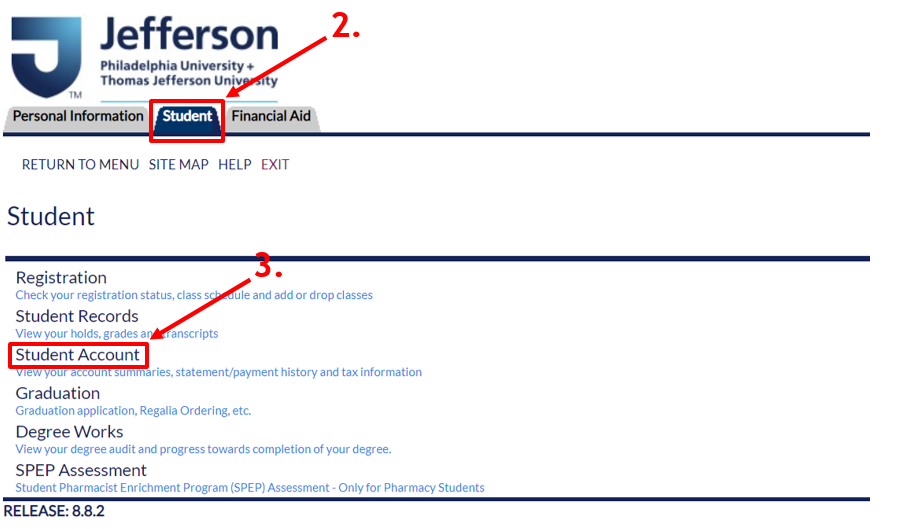 Jefferson
Philadelphia University +
Thomas Jefferson University
TM
2.
Personal Information Student Financial Aid
RETURN TO MENU SITE MAP HELP EXIT
Student
3.
Registration
Check your registration status, class schedule and add or drop classes
Student Records
View your holds, grades and transcripts
Student Account
View your account summaries, statement/payment history and tax information
Graduation
Graduation application, Regalia Ordering, etc.
Degree Works
View your degree audit and progress towards completion of your degree.
SPEP Assessment
Student Pharmacist Enrichment Program (SPEP) Assessment - Only for Pharmacy Students
RELEASE: 8.8.2